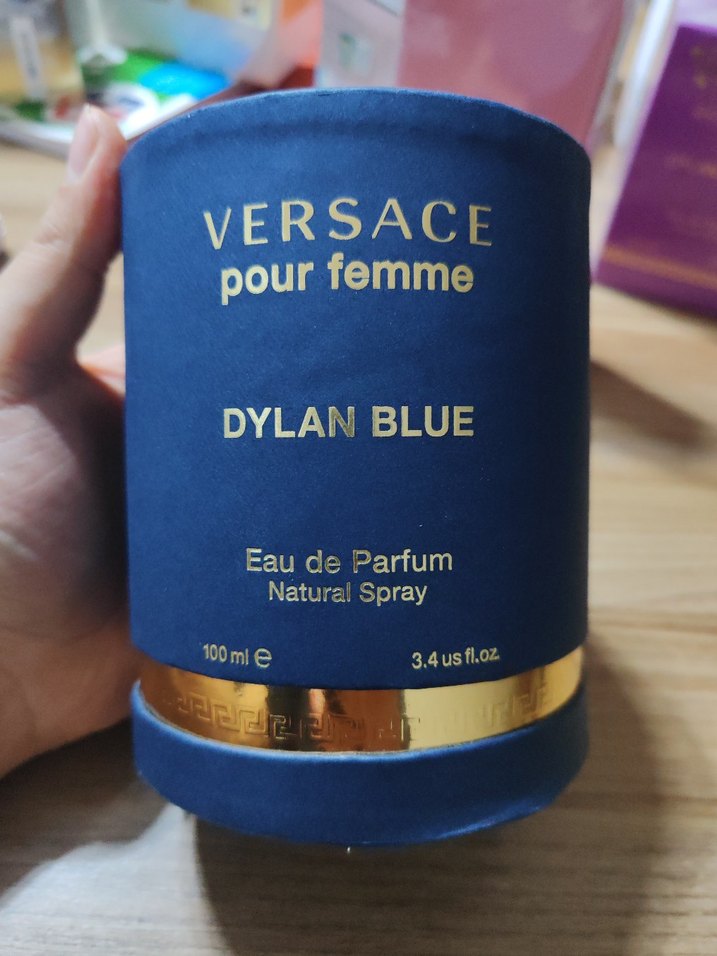 VERSACE
pour femme
DYLAN BLUE
Eau de Parfum
Natural Spray
100 ml ℮
3.4 us fl.oz.